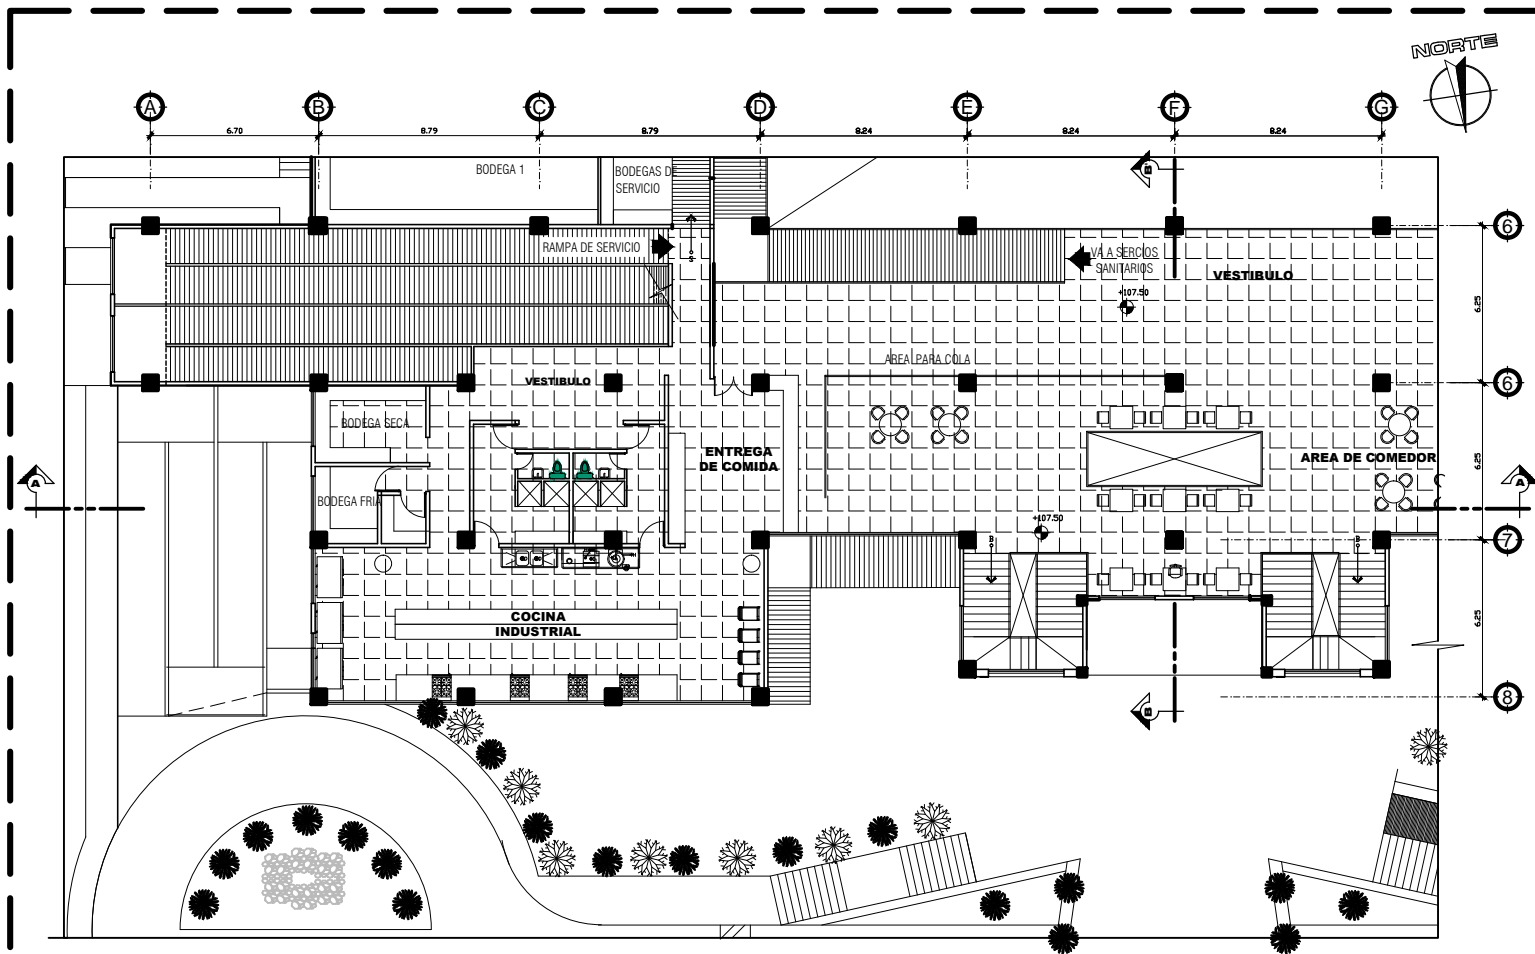 NORTE
A B C D E F G
6.70 8.79 8.79 8.24 8.24 8.24
BODEGA 1
BODEGAS DE
SERVICIO
B
6
RAMPA DE SERVICIO
S
VA A SERCIOS
SANITARIOS
VESTIBULO
+107.50
6.25
AREA PARA COLA
VESTIBULO
6
BODEGA SECA
ENTREGA
DE COMIDA
AREA DE COMEDOR
6.25
A
A
BODEGA FRIA
+107.50
B
B
7
COCINA
INDUSTRIAL
6.25
B
8